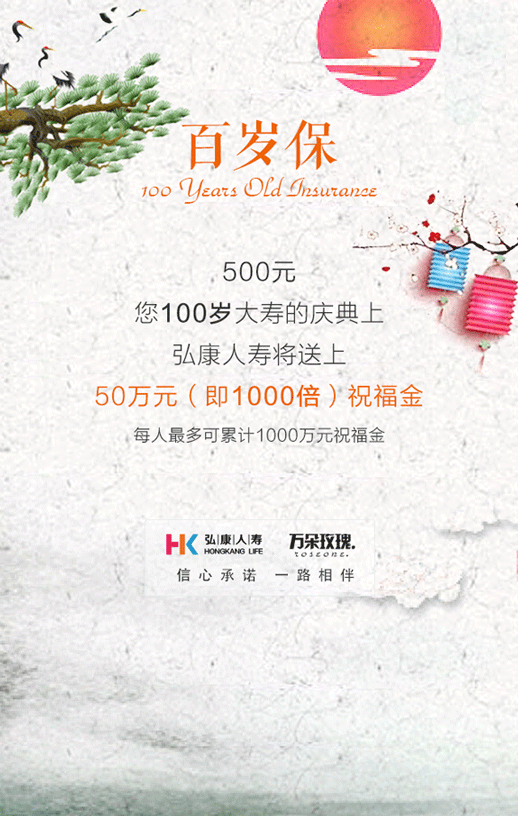 百岁保
100 Years Old Insurance
500元
您100岁大寿的庆典上
弘康人寿将送上
50万元（即1000倍）祝福金
每人最多可累计1000万元祝福金
HK 弘|康|人|寿 万朵玫瑰.
HONGKANG LIFE ROSEONE.
信心承诺 一路相伴